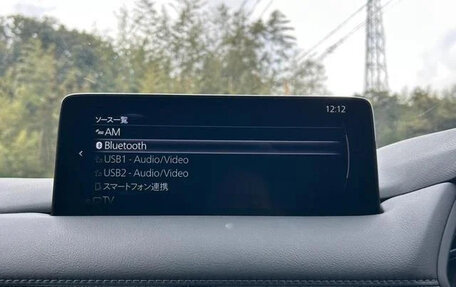 12:12
ソース一覧
AM
Bluetooth
USB1 - Audio/Video
USB2 - Audio/Video
スマートフォン連携
TV